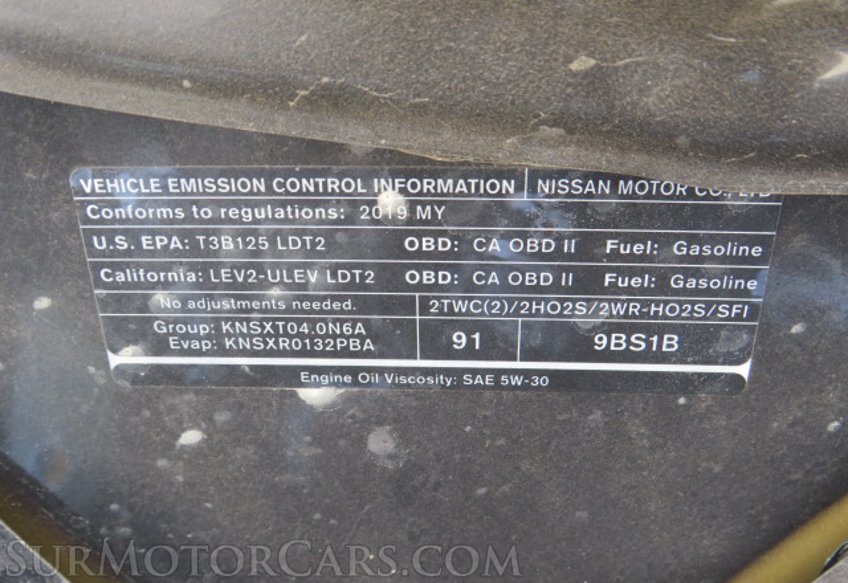 VEHICLE EMISSION CONTROL INFORMATION NISSAN MOTOR CO., LTD
Conforms to regulations: 2019 MY
U.S. EPA: T3B125 LDT2 OBD: CA OBD II Fuel: Gasoline
California: LEV2-ULEV LDT2 OBD: CA OBD II Fuel: Gasoline
No adjustments needed. 2TWC(2)/2HO2S/2WR-HO2S/SFI
Group: KNSXT04.0N6A
Evap: KNSXR0132PBA
91 9BS1B
Engine Oil Viscosity: SAE 5W-30
SurMotorCars.com